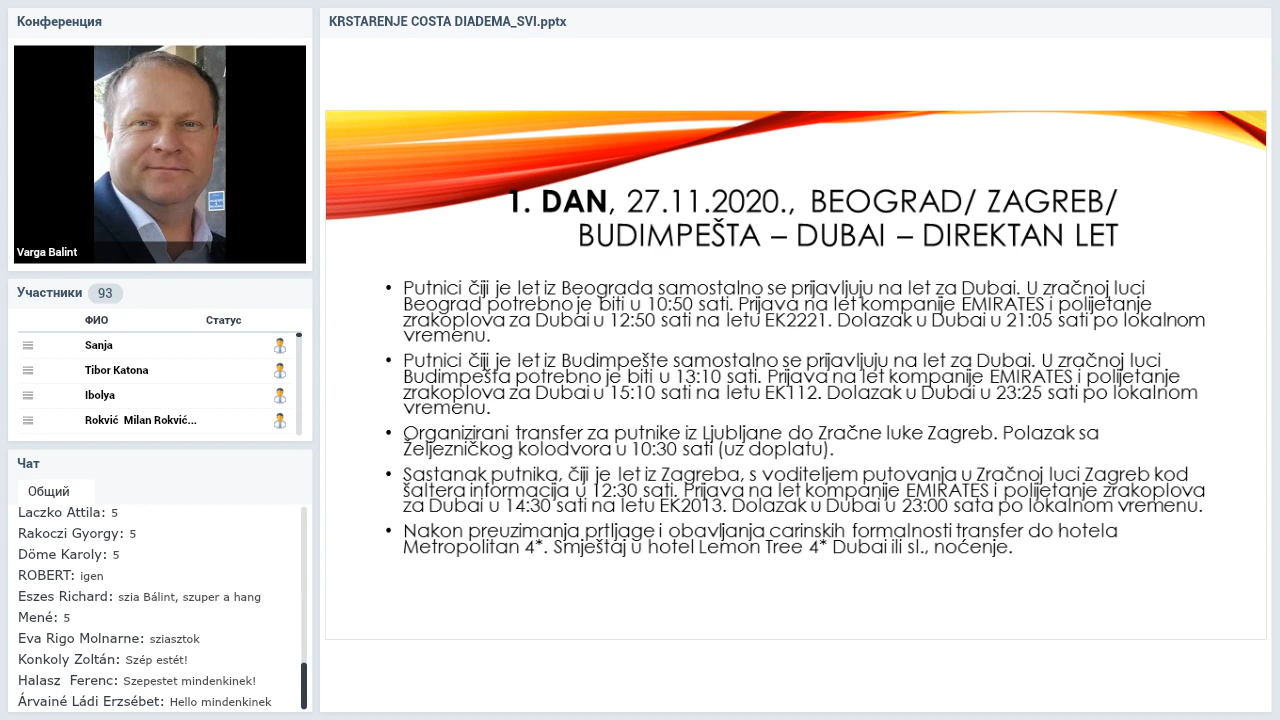 Конференция
Varga Balint
Участники 93
ФИО Статус
Sanja
Tibor Katona
Ibolya
Rokvić Milan Rokvić...
Чат
Общий
Laczko Attila: 5
Rakoczi Gyorgy: 5
Döme Karoly: 5
ROBERT: igen
Eszes Richard: szia Bálint, szuper a hang
Mené: 5
Eva Rigo Molnarne: sziasztok
Konkoly Zoltán: Szép estét!
Halasz Ferenc: Szepestet mindenkinek!
Árvainé Ládi Erzsébet: Hello mindenkinek
KRSTARENJE COSTA DIADEMA_SVI.pptx
1. DAN, 27.11.2020., BEOGRAD/ ZAGREB/
BUDIMPEŠTA – DUBAI – DIREKTAN LET
• Putnici čiji je let iz Beograda samostalno se prijavljuju na let za Dubai. U zračnoj luci
Beograd potrebno je biti u 10:50 sati. Prijava na let kompanije EMIRATES i polijetanje
zrakoplova za Dubai u 12:50 sati na letu EK2221. Dolazak u Dubai u 21:05 sati po lokalnom
vremenu.
• Putnici čiji je let iz Budimpešte samostalno se prijavljuju na let za Dubai. U zračnoj luci
Budimpešta potrebno je biti u 13:10 sati. Prijava na let kompanije EMIRATES i polijetanje
zrakoplova za Dubai u 15:10 sati na letu EK112. Dolazak u Dubai u 23:25 sati po lokalnom
vremenu.
• Organizirani transfer za putnike iz Ljubljane do Zračne luke Zagreb. Polazak sa
Željezničkog kolodvora u 10:30 sati (uz doplatu).
• Sastanak putnika, čiji je let iz Zagreba, s voditeljem putovanja u Zračnoj luci Zagreb kod
šaltera informacija u 12:30 sati. Prijava na let kompanije EMIRATES i polijetanje zrakoplova
za Dubai u 14:30 sati na letu EK2013. Dolazak u Dubai u 23:00 sata po lokalnom vremenu.
• Nakon preuzimanja prtljage i obavljanja carinskih formalnosti transfer do hotela
Metropolitan 4*. Smještaj u hotel Lemon Tree 4* Dubai ili sl., noćenje.